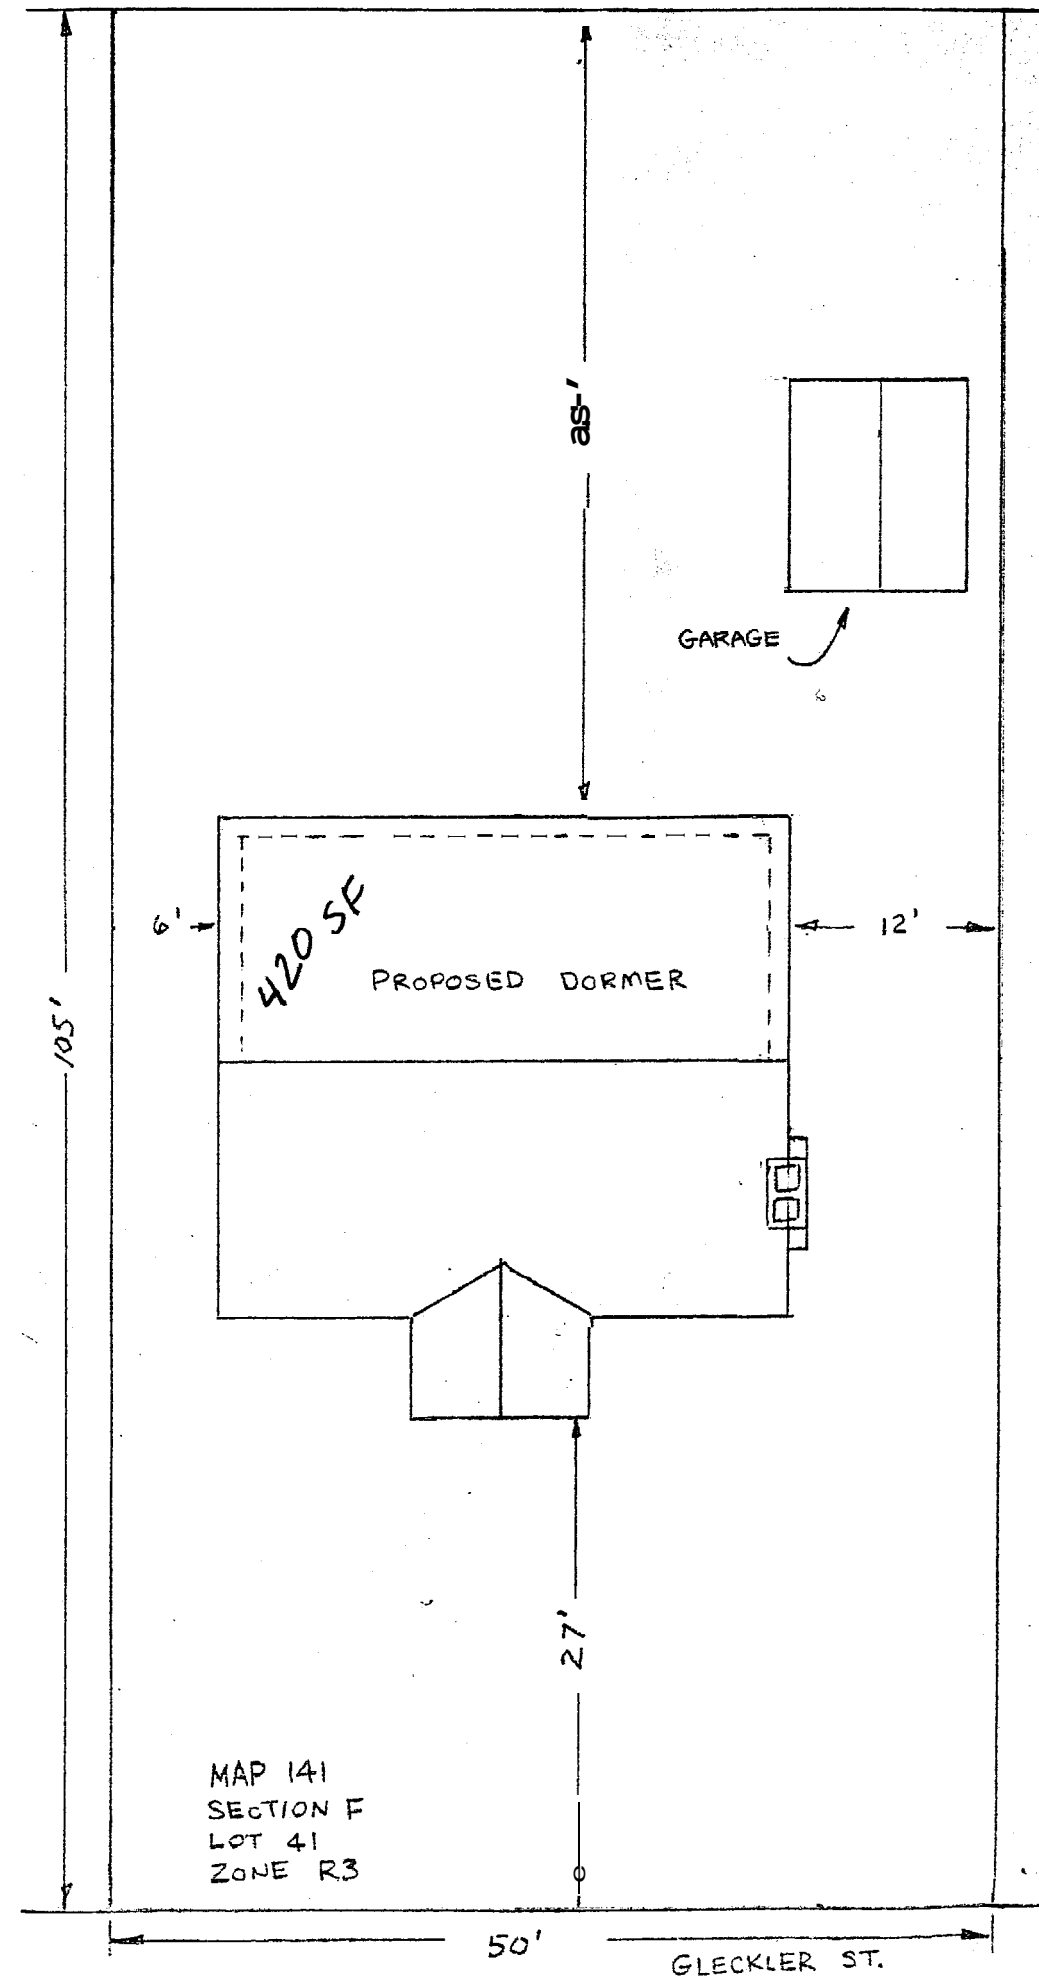 GARAGE
6'
12'
420 SF
PROPOSED DORMER
105'
27'
MAP 141
SECTION F
LOT 41
ZONE R3
50'
GLECKLER ST.